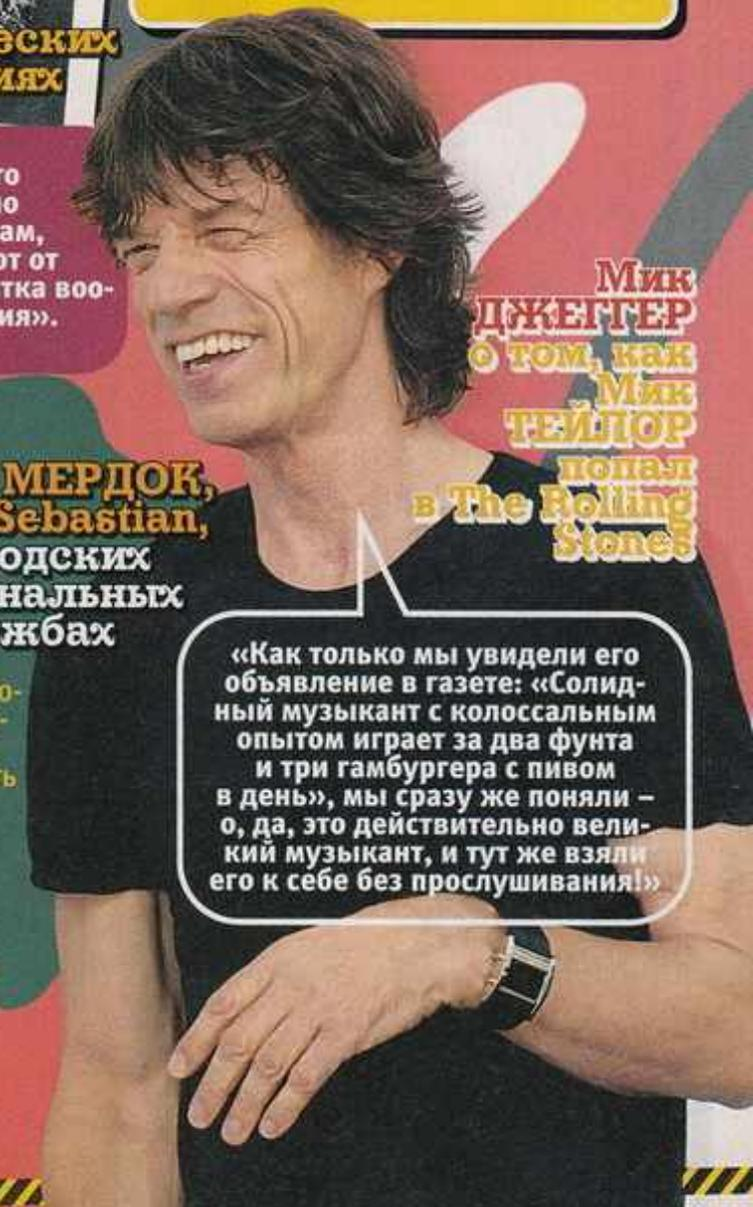 еских
иях
то
ю
ам,
от от
тка воо-
ия».
Мик
ДЖЕГГЕР
о том, как
Мик
ТЕЙЛОР
попал
в The Rolling
Stones
МЕРДОК,
Sebastian,
одских
нальных
жбах
о-
-
ть
«Как только мы увидели его
объявление в газете: «Солид-
ный музыкант с колоссальным
опытом играет за два фунта
и три гамбургера с пивом
в день», мы сразу же поняли –
о, да, это действительно вели-
кий музыкант, и тут же взяли
его к себе без прослушивания!»